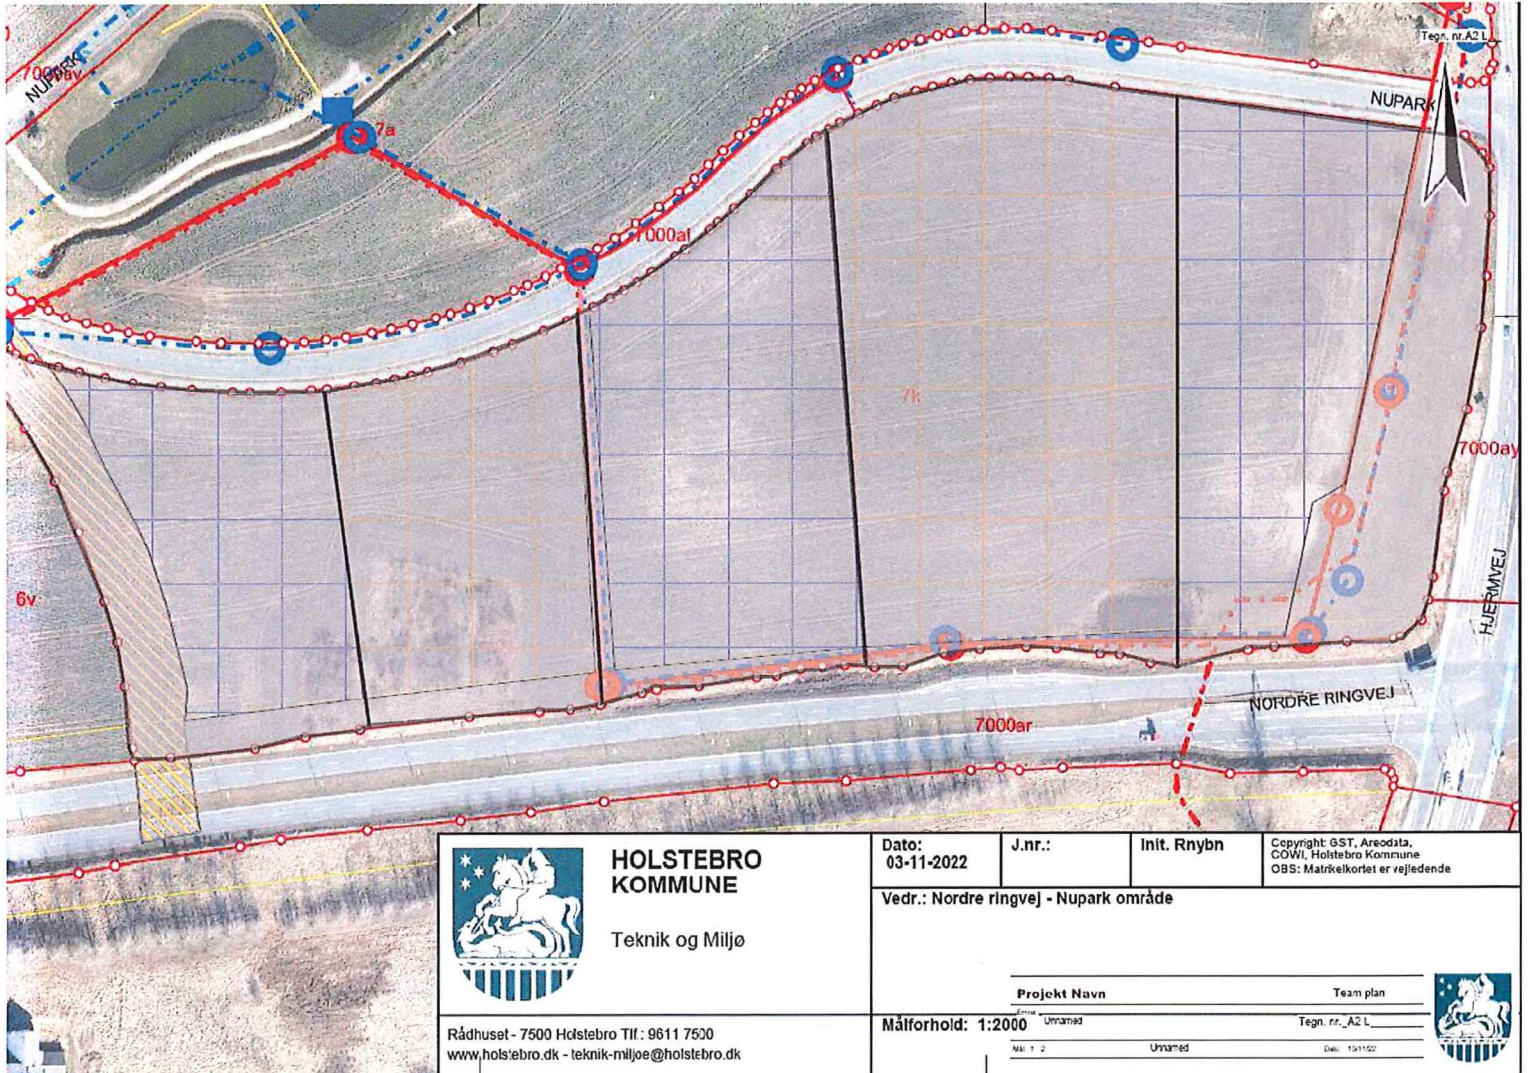 Tegn. nr.A2 L
7000av
NUPARK
7a
NUPARK
7000al
7k
7000ay
6v
HJERMVEJ
NORDRE RINGVEJ
7000ar
HOLSTEBRO
KOMMUNE
Teknik og Miljø
Rådhuset - 7500 Holstebro Tlf.: 9611 7500
www.holstebro.dk - teknik-miljoe@holstebro.dk
Dato:
03-11-2022
J.nr.:
Init. Rnybn
Copyright: GST, Areodata,
COWI, Holstebro Kommune
OBS: Matrikelkortet er vejledende
Vedr.: Nordre ringvej - Nupark område
Målforhold: 1:2000
Projekt Navn
Team plan
Unnamed
Tegn. nr._A2 L
Unnamed